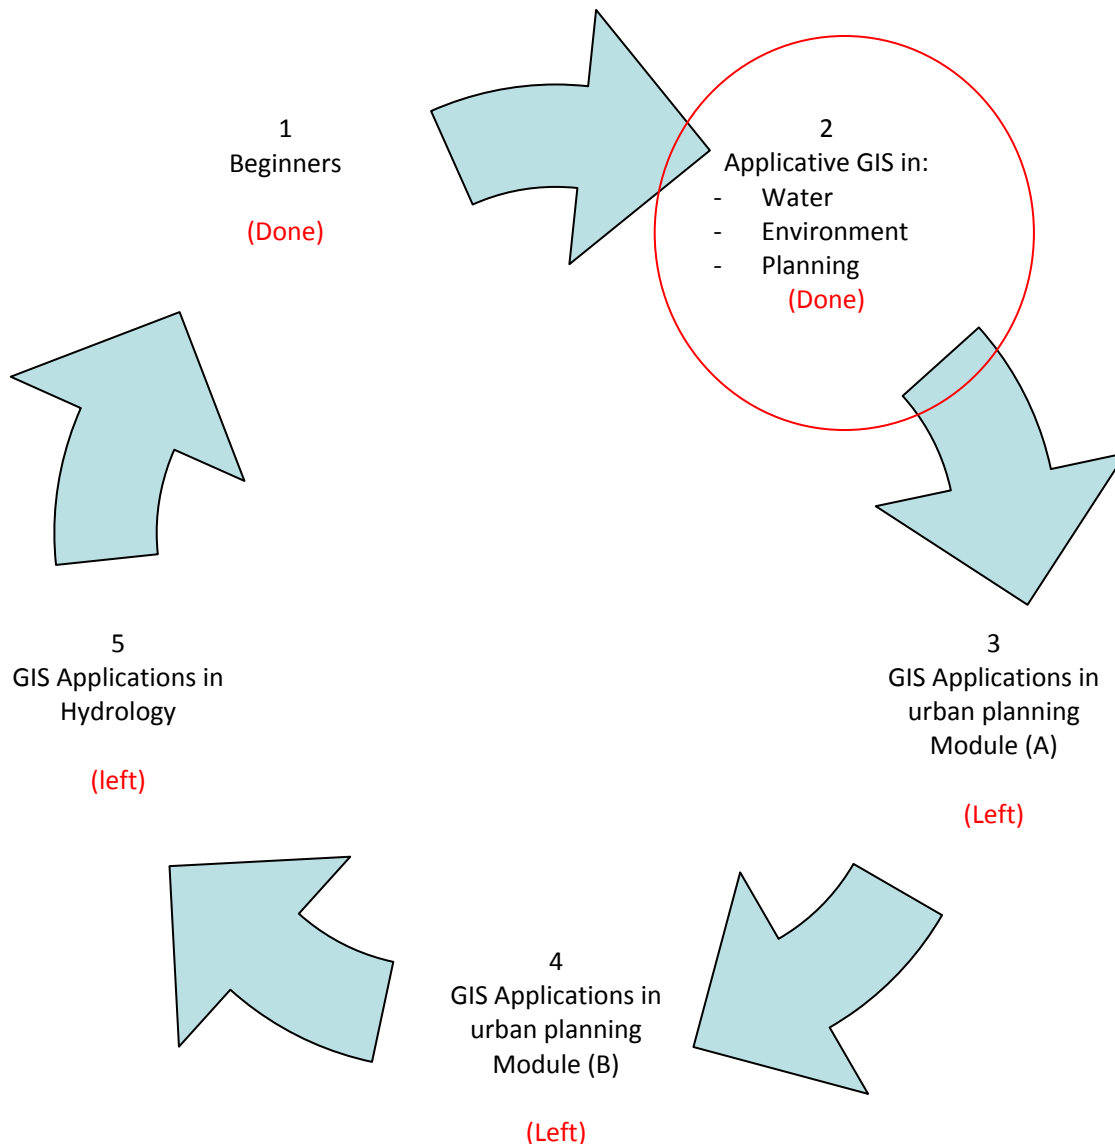 1
Beginners
(Done)
2
Applicative GIS in:
- Water
- Environment
- Planning
(Done)
3
GIS Applications in
urban planning
Module (A)
(Left)
4
GIS Applications in
urban planning
Module (B)
(Left)
5
GIS Applications in
Hydrology
(left)